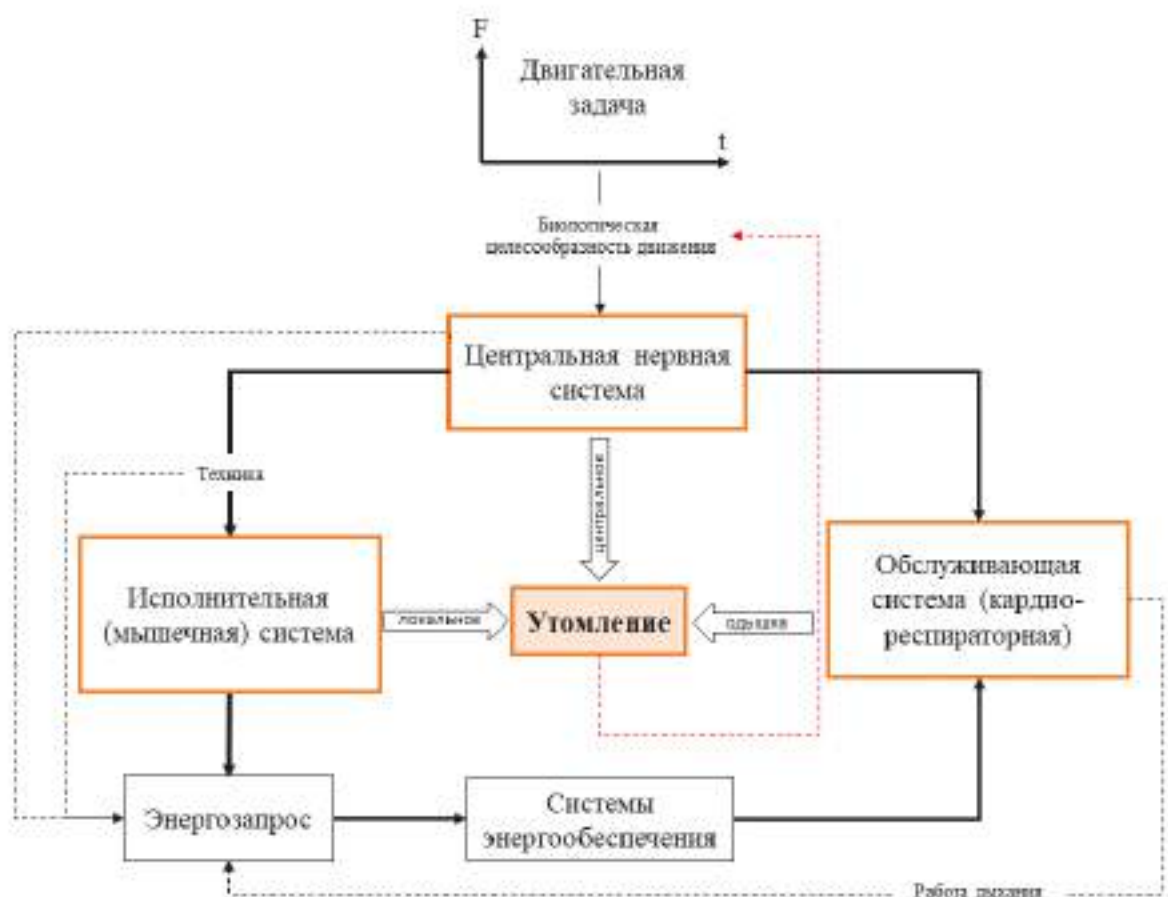 F
Двигательная
задача
t
Биологическая
целесообразность движения
Центральная нервная
система
Техника
центральное
Исполнительная
(мышечная) система
локальное
Утомление
одышка
Обслуживающая
система (кардио-
респираторная)
Энергозапрос
Системы
энергообеспечения
Работа дыхания